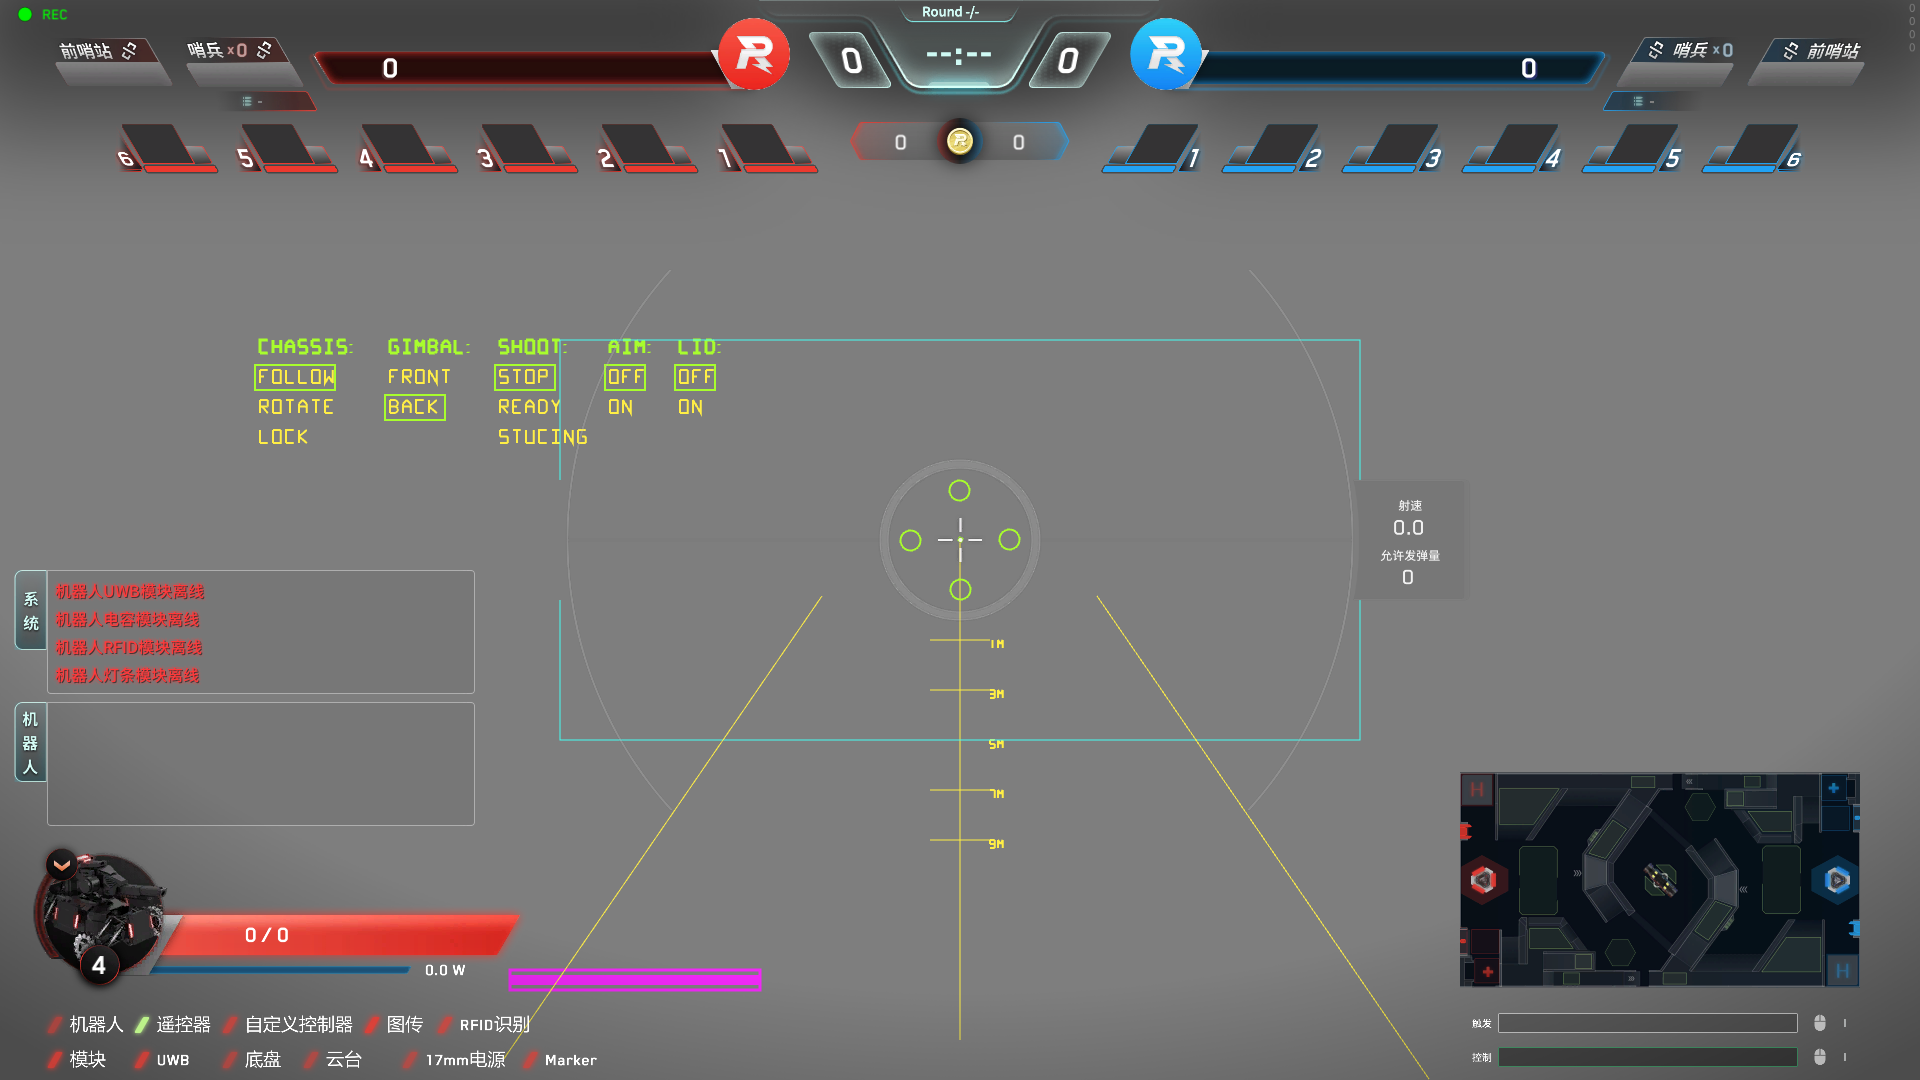 REC
Round -/-
前哨站
哨兵 ×0
0
0
--:--
0
0
哨兵 ×0
前哨站
-
-
6
5
4
3
2
1
0
0
1
2
3
4
5
6
CHASSIS: GIMBAL: SHOOT: AIM: LIO:
FOLLOW FRONT STOP OFF OFF
ROTATE BACK READY ON ON
LOCK STUCING
射速
0.0
允许发弹量
0
系统
机器人UWB模块离线
机器人电容模块离线
机器人RFID模块离线
机器人灯条模块离线
1M
3M
5M
7M
9M
机器人
H
H
0 / 0
4
0.0 W
机器人 遥控器 自定义控制器 图传 RFID识别
模块 UWB 底盘 云台 17mm电源 Marker
触发
控制